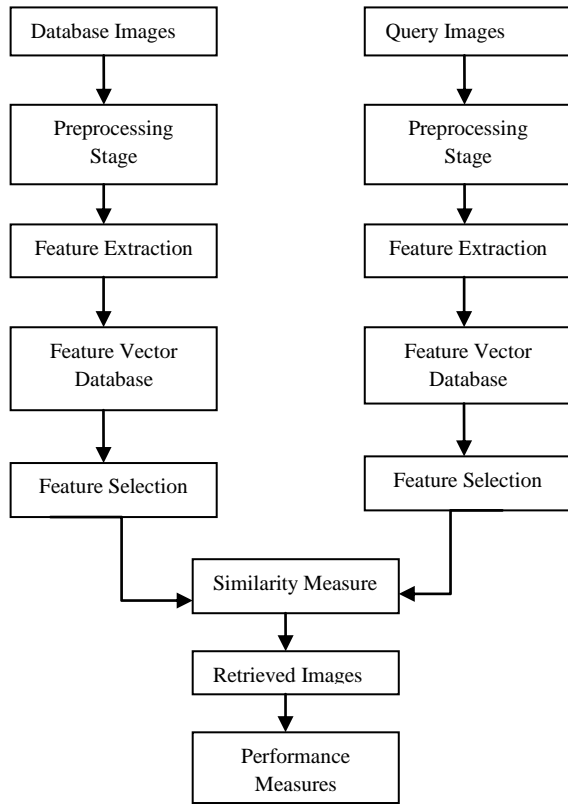 Database Images
Query Images
Preprocessing
Stage
Preprocessing
Stage
Feature Extraction
Feature Extraction
Feature Vector
Database
Feature Vector
Database
Feature Selection
Feature Selection
Similarity Measure
Retrieved Images
Performance
Measures